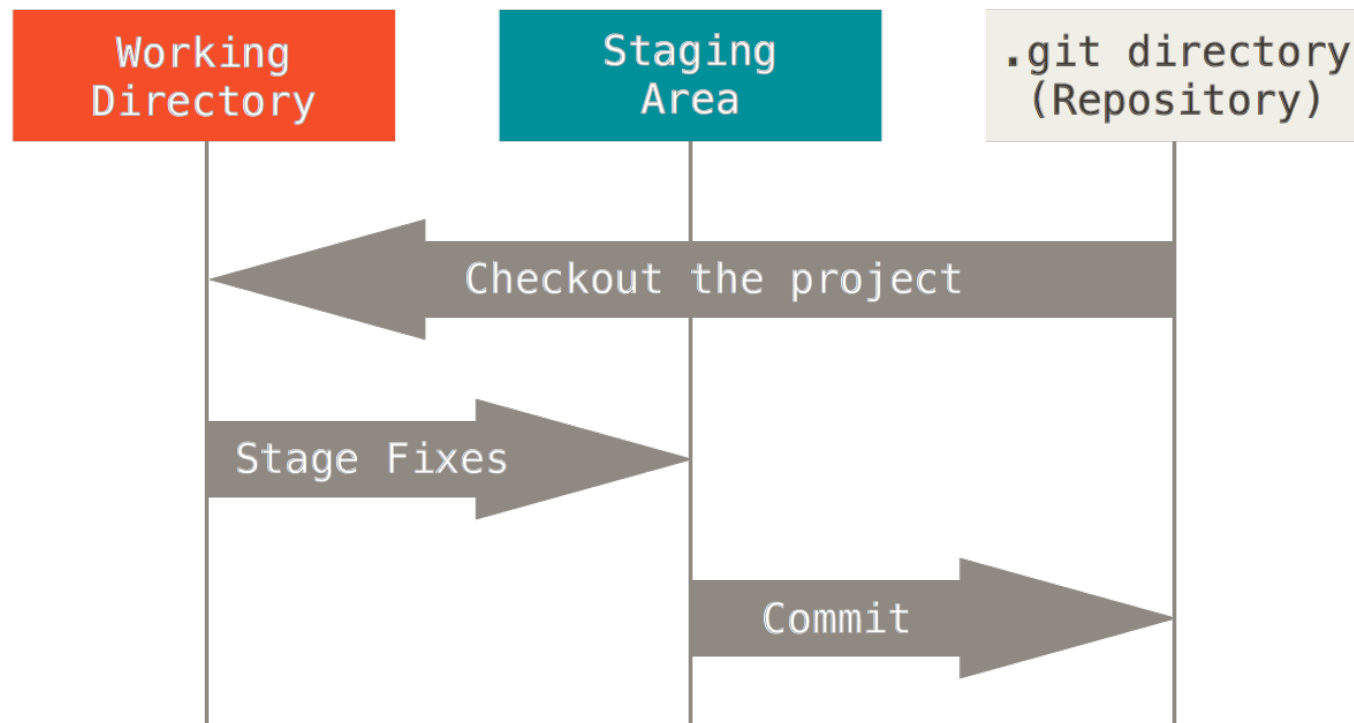 Working
Directory
Staging
Area
.git directory
(Repository)
Checkout the project
Stage Fixes
Commit